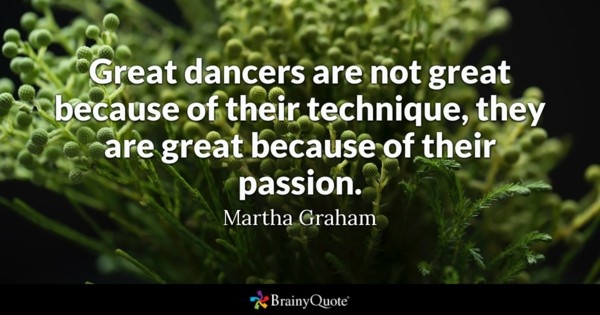 Great dancers are not great
because of their technique, they
are great because of their
passion.
Martha Graham
BrainyQuote